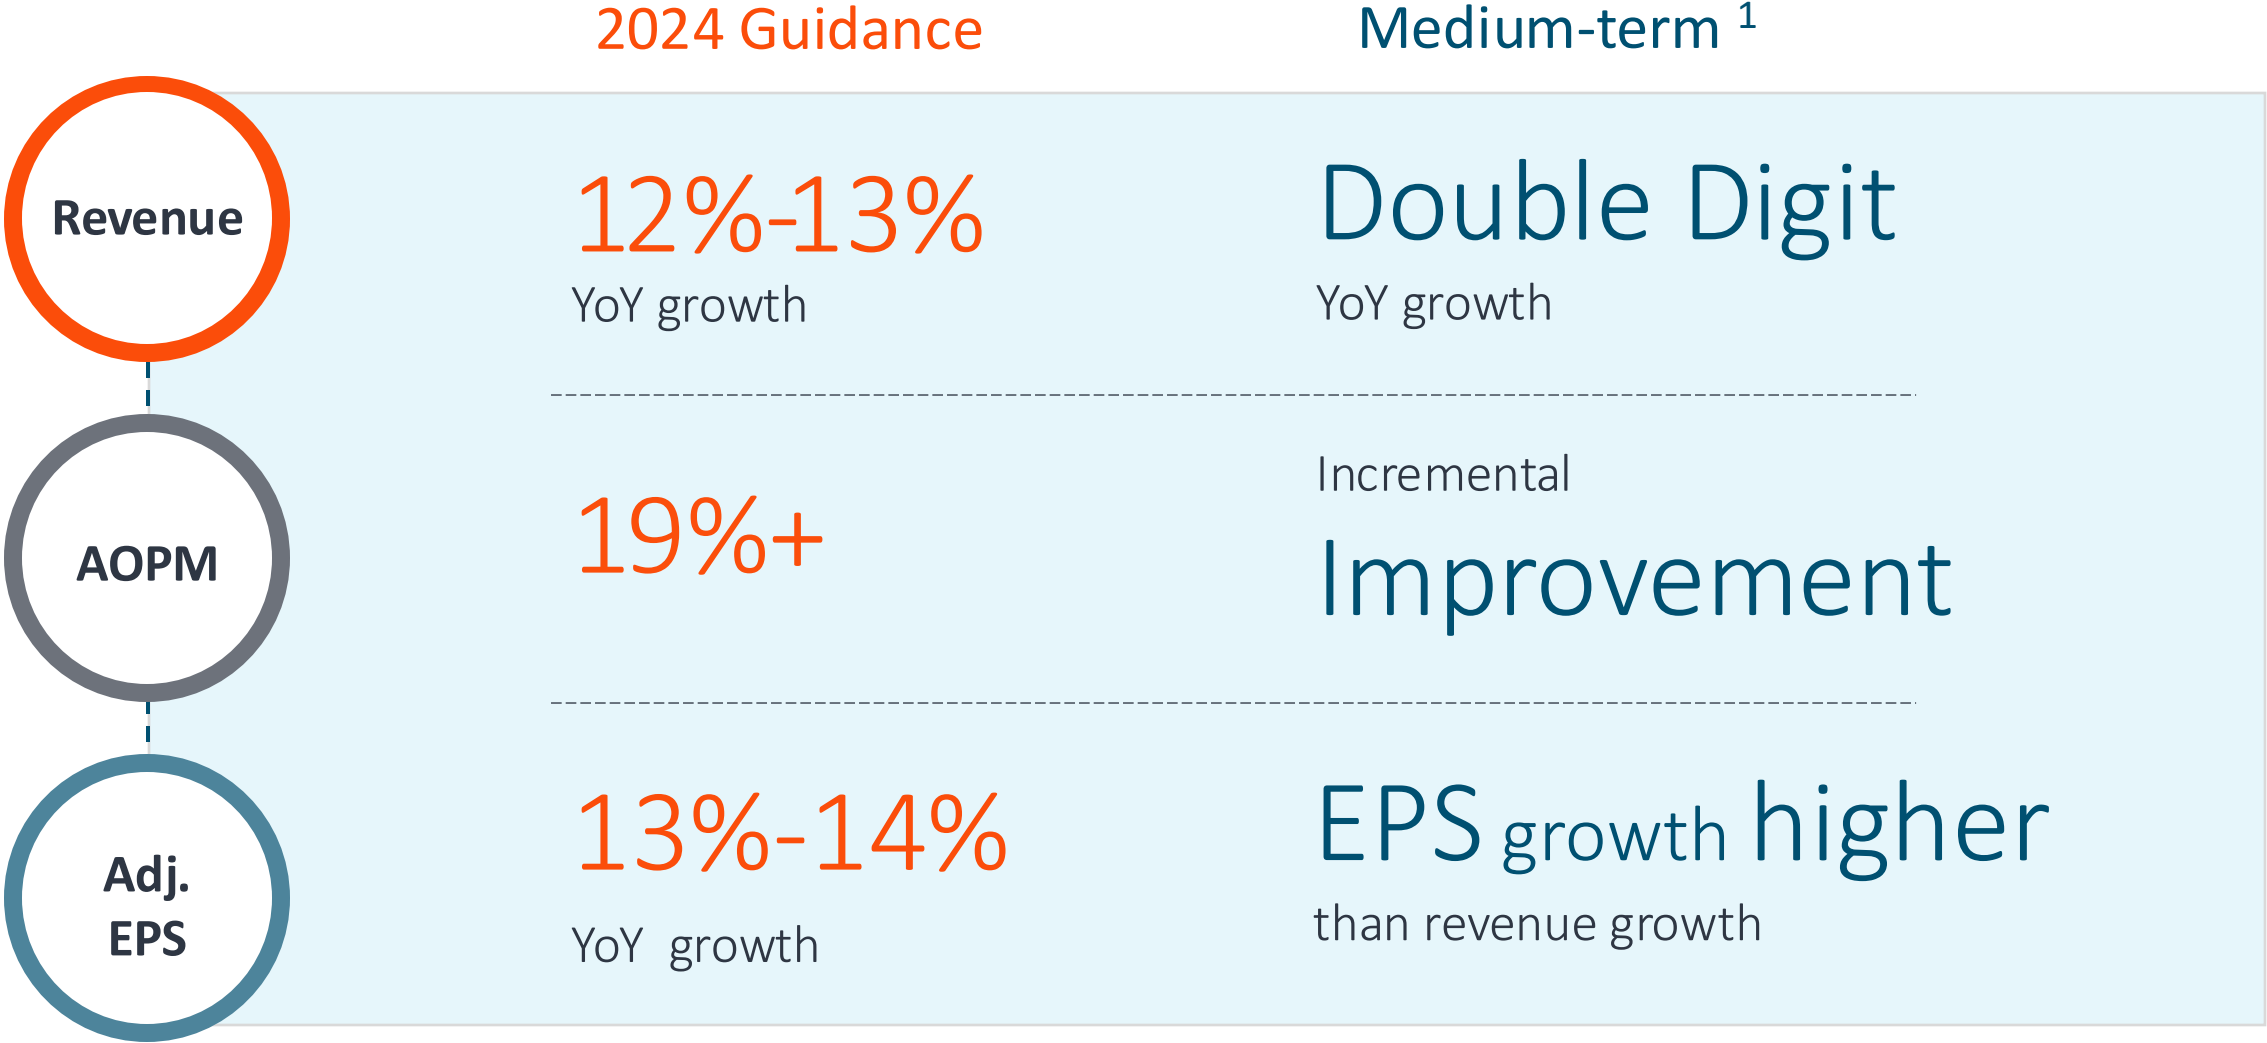 2024 Guidance
Medium-term 1
Revenue
12%-13%
YoY growth
Double Digit
YoY growth
AOPM
19%+
Incremental
Improvement
Adj.
EPS
13%-14%
YoY growth
EPS growth higher
than revenue growth